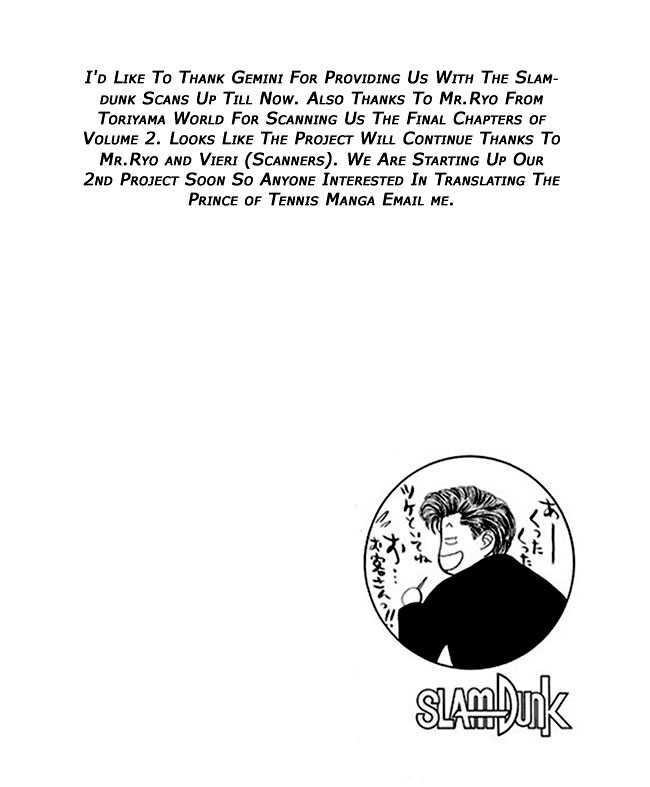 I'd Like To Thank Gemini For Providing Us With The Slam-
dunk Scans Up Till Now. Also Thanks To Mr.Ryo From
Toriyama World For Scanning Us The Final Chapters of
Volume 2. Looks Like The Project Will Continue Thanks To
Mr.Ryo and Vieri (Scanners). We Are Starting Up Our
2nd Project Soon So Anyone Interested In Translating The
Prince of Tennis Manga Email me.
あー
くった
くった
ツケといてね
お…
お客さんっ!!
SLAM DUNK